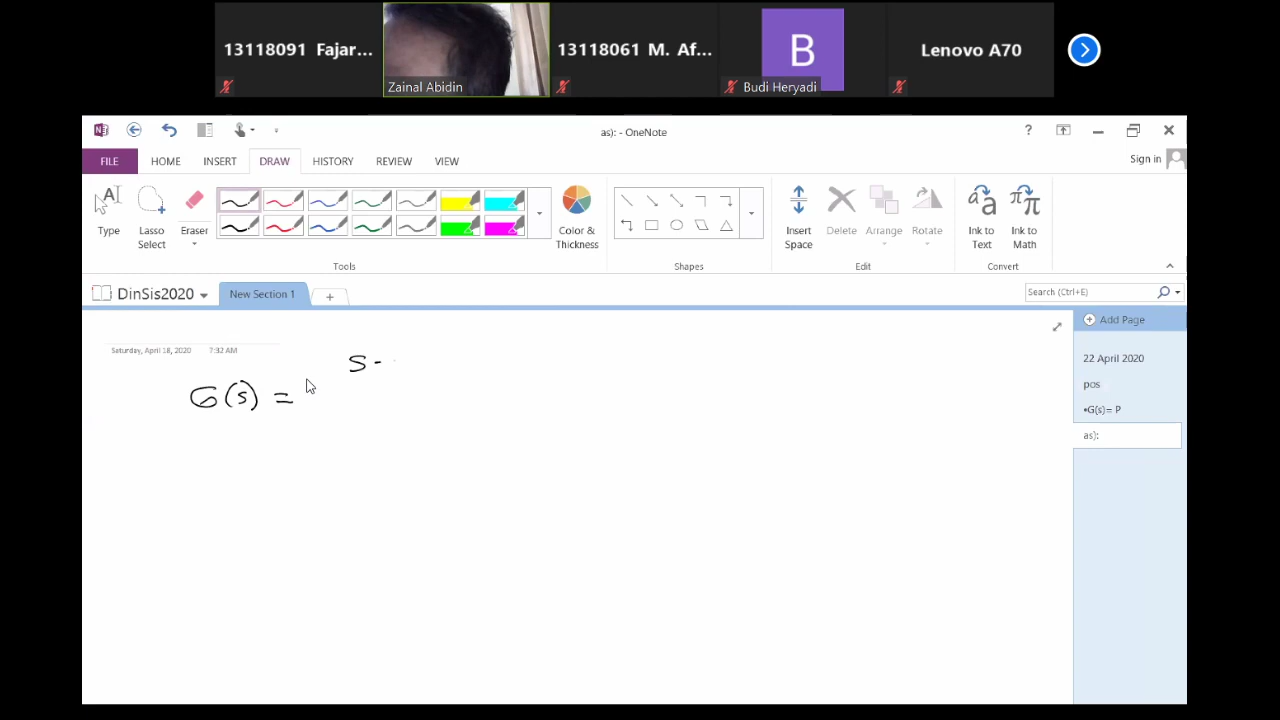 13118091 Fajar...
Zainal Abidin
13118061 M. Af...
B
Budi Heryadi
Lenovo A70
as): - OneNote
?
FILE HOME INSERT DRAW HISTORY REVIEW VIEW
Sign in
Type
Lasso Select
Eraser
Color & Thickness
Insert Space
Delete
Arrange
Rotate
Ink to Text
Ink to Math
Tools
Shapes
Edit
Convert
DinSis2020
New Section 1
Search (Ctrl+E)
Add Page
Saturday, April 18, 2020 7:32 AM
22 April 2020
pos
•G(s)= P
as):
S -
G(s) =